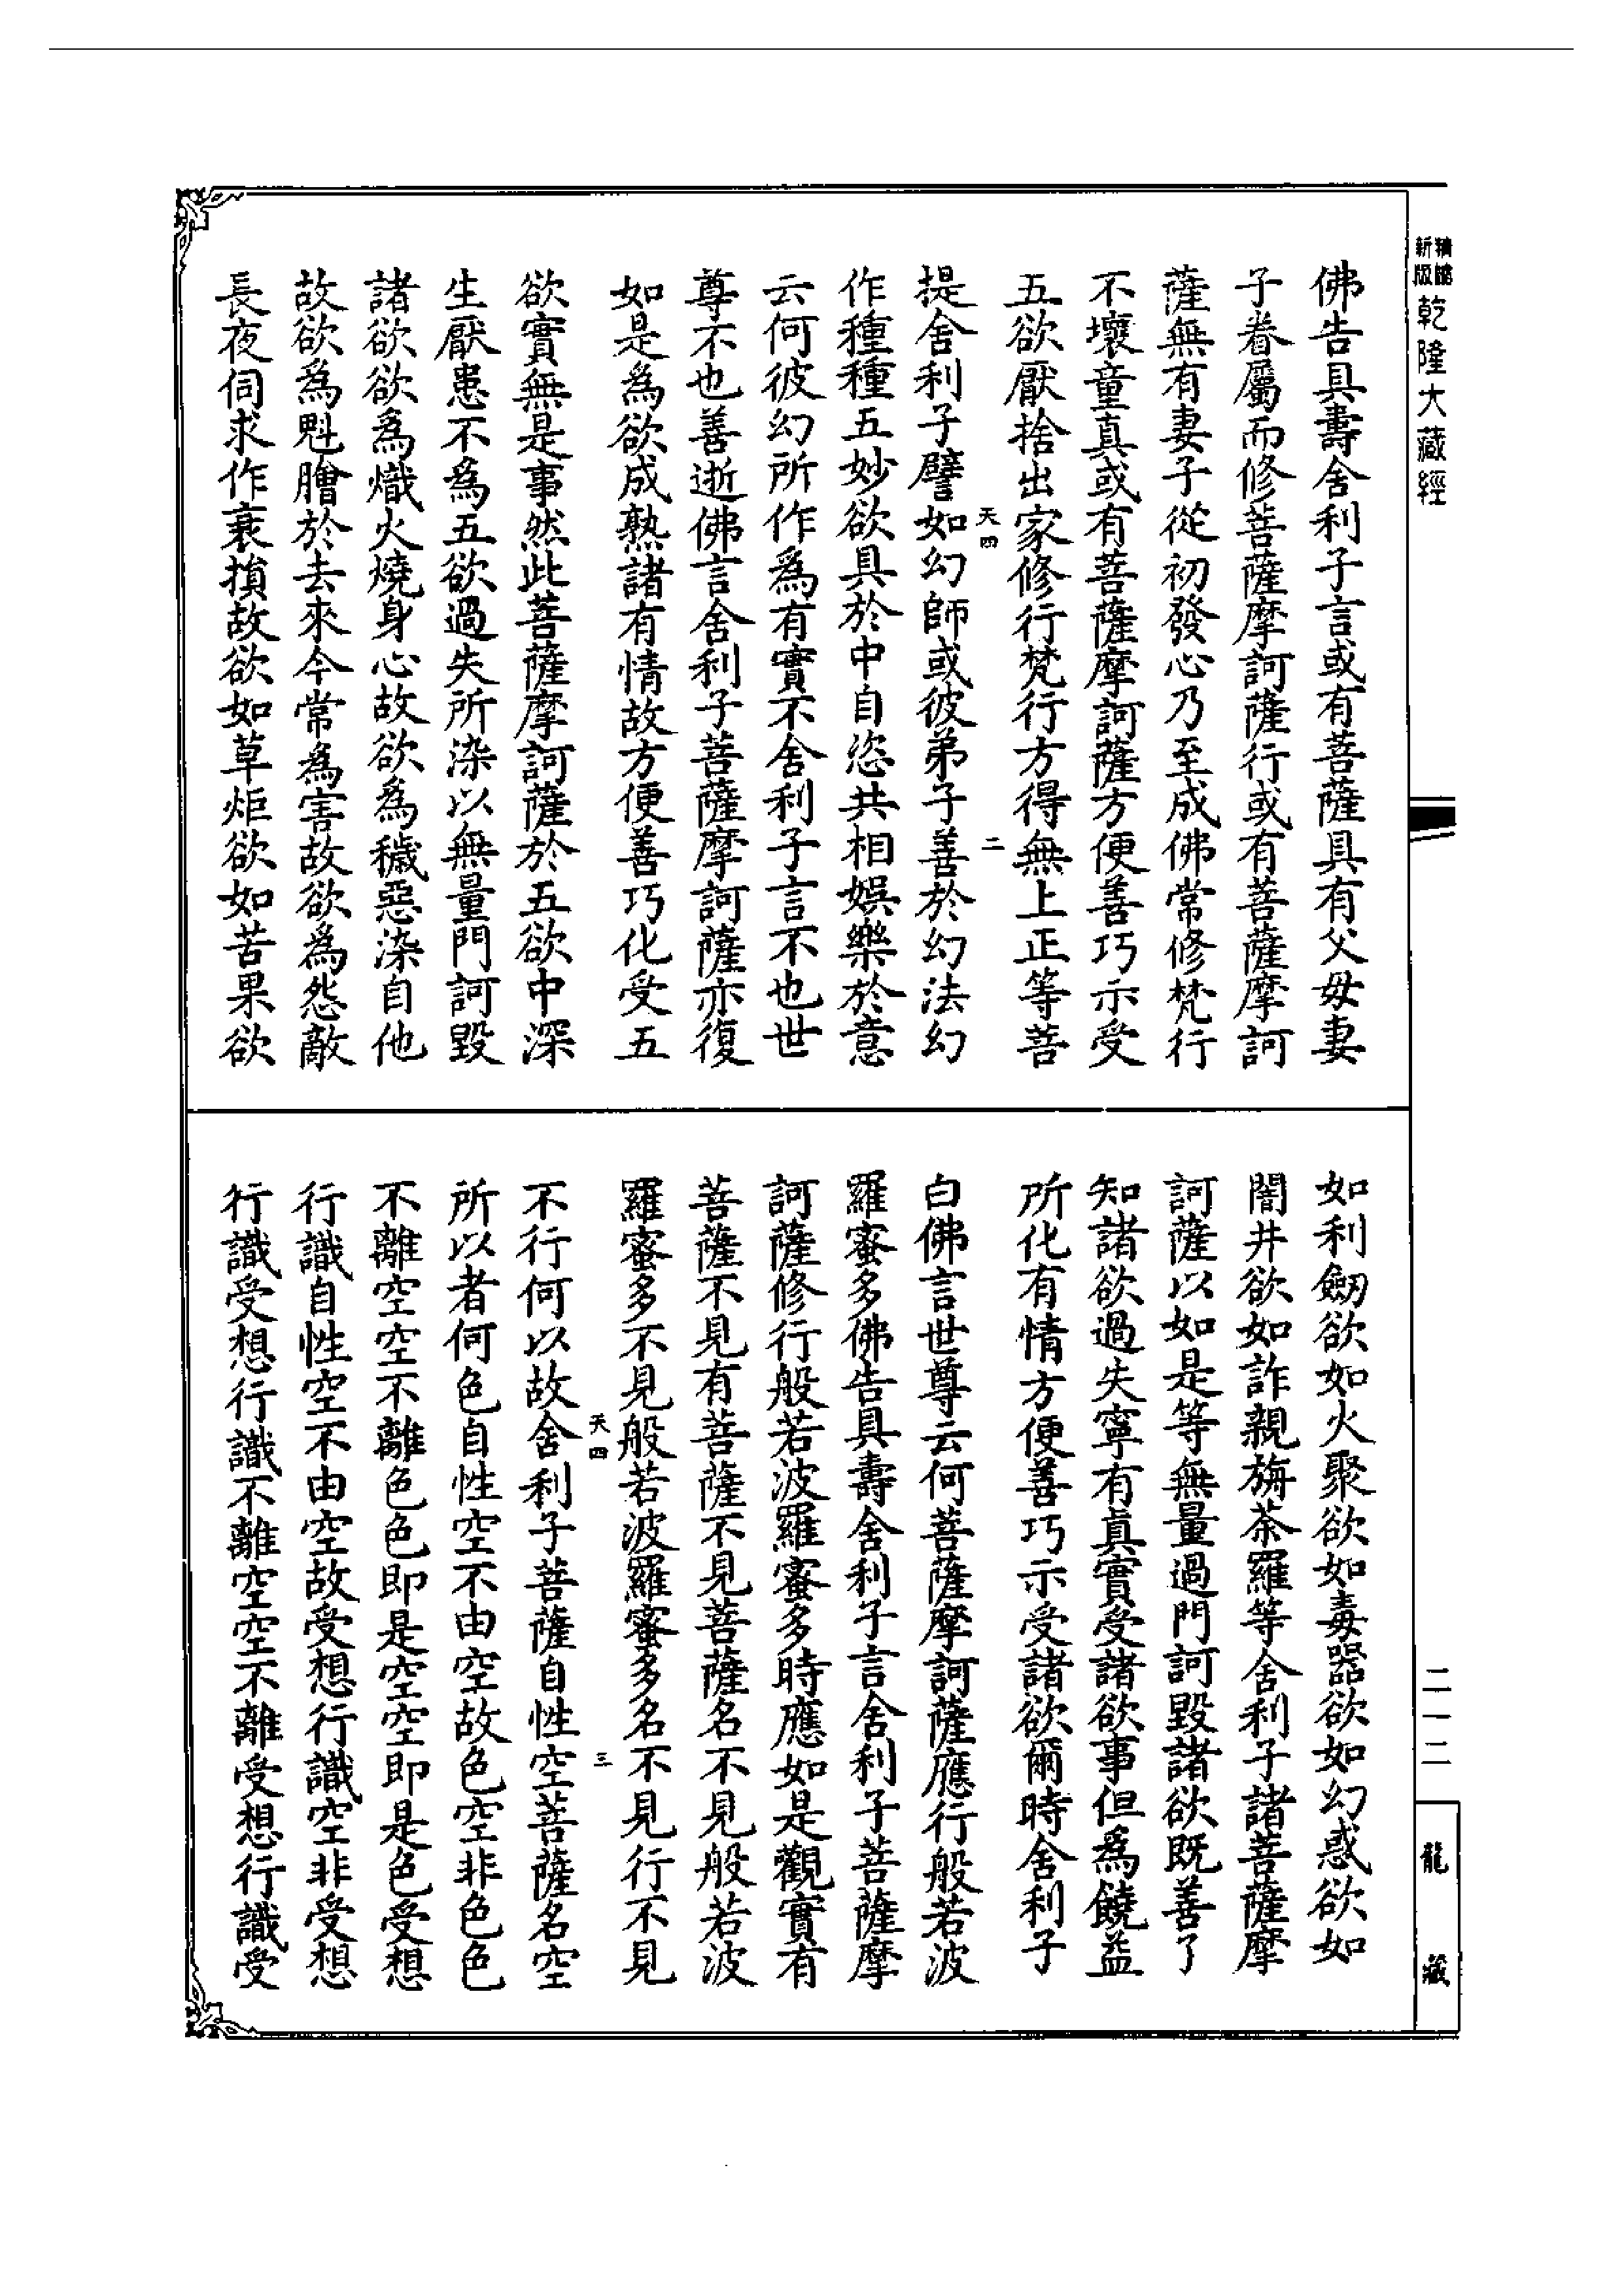 精縮新版乾隆大藏經
佛告具壽舍利子言或有菩薩具有父母妻
子眷屬而修菩薩摩訶薩行或有菩薩摩訶
薩無有妻子從初發心乃至成佛常修梵行
不壞童真或有菩薩摩訶薩方便善巧示受
五欲厭捨出家修行梵行方得無上正等菩
天四 二
提舍利子譬如幻師或彼弟子善於幻法幻
作種種五妙欲具於中自恣共相娛樂於意
云何彼幻所作為有實不舍利子言不也世
尊不也善逝佛言舍利子菩薩摩訶薩亦復
如是為欲成熟諸有情故方便善巧化受五
欲實無是事然此菩薩摩訶薩於五欲中深
生厭患不為五欲過失所染以無量門訶毀
諸欲欲為熾火燒身心故欲為穢惡染自他
故欲為魁膾於去來今常為害故欲為怨敵
長夜伺求作衰損故欲如草炬欲如苦果欲
如利劒欲如火聚欲如毒器欲如幻惑欲如
闇井欲如詐親旃荼羅等舍利子諸菩薩摩
訶薩以如是等無量過門訶毀諸欲既善了
知諸欲過失寧有真實受諸欲事但為饒益
所化有情方便善巧示受諸欲爾時舍利子
白佛言世尊云何菩薩摩訶薩應行般若波
羅蜜多佛告具壽舍利子言舍利子菩薩摩
訶薩修行般若波羅蜜多時應如是觀實有
菩薩不見有菩薩不見菩薩名不見般若波
羅蜜多不見般若波羅蜜多名不見行不見
天四 三
不行何以故舍利子菩薩自性空菩薩名空
所以者何色自性空不由空故色空非色色
不離空空不離色色即是空空即是色受想
行識自性空不由空故受想行識空非受想
行識受想行識不離空空不離受想行識受
二一二
龍藏